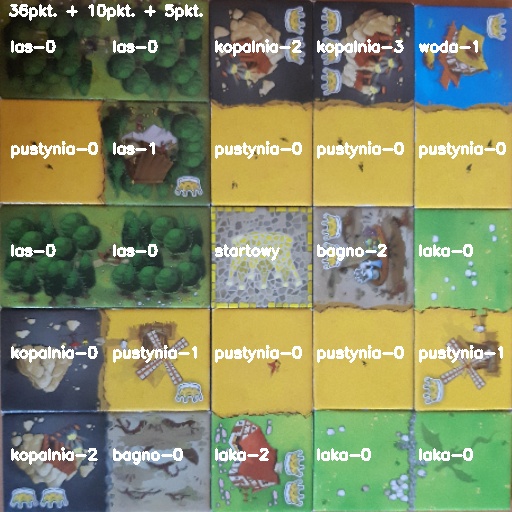 36pkt. + 10pkt. + 5pkt.
las-0 las-0 kopalnia-2 kopalnia-3 woda-1
pustynia-0 las-1 pustynia-0 pustynia-0 pustynia-0
las-0 las-0 startowy bagno-2 laka-0
kopalnia-0 pustynia-1 pustynia-0 pustynia-0 pustynia-1
kopalnia-2 bagno-0 laka-2 laka-0 laka-0